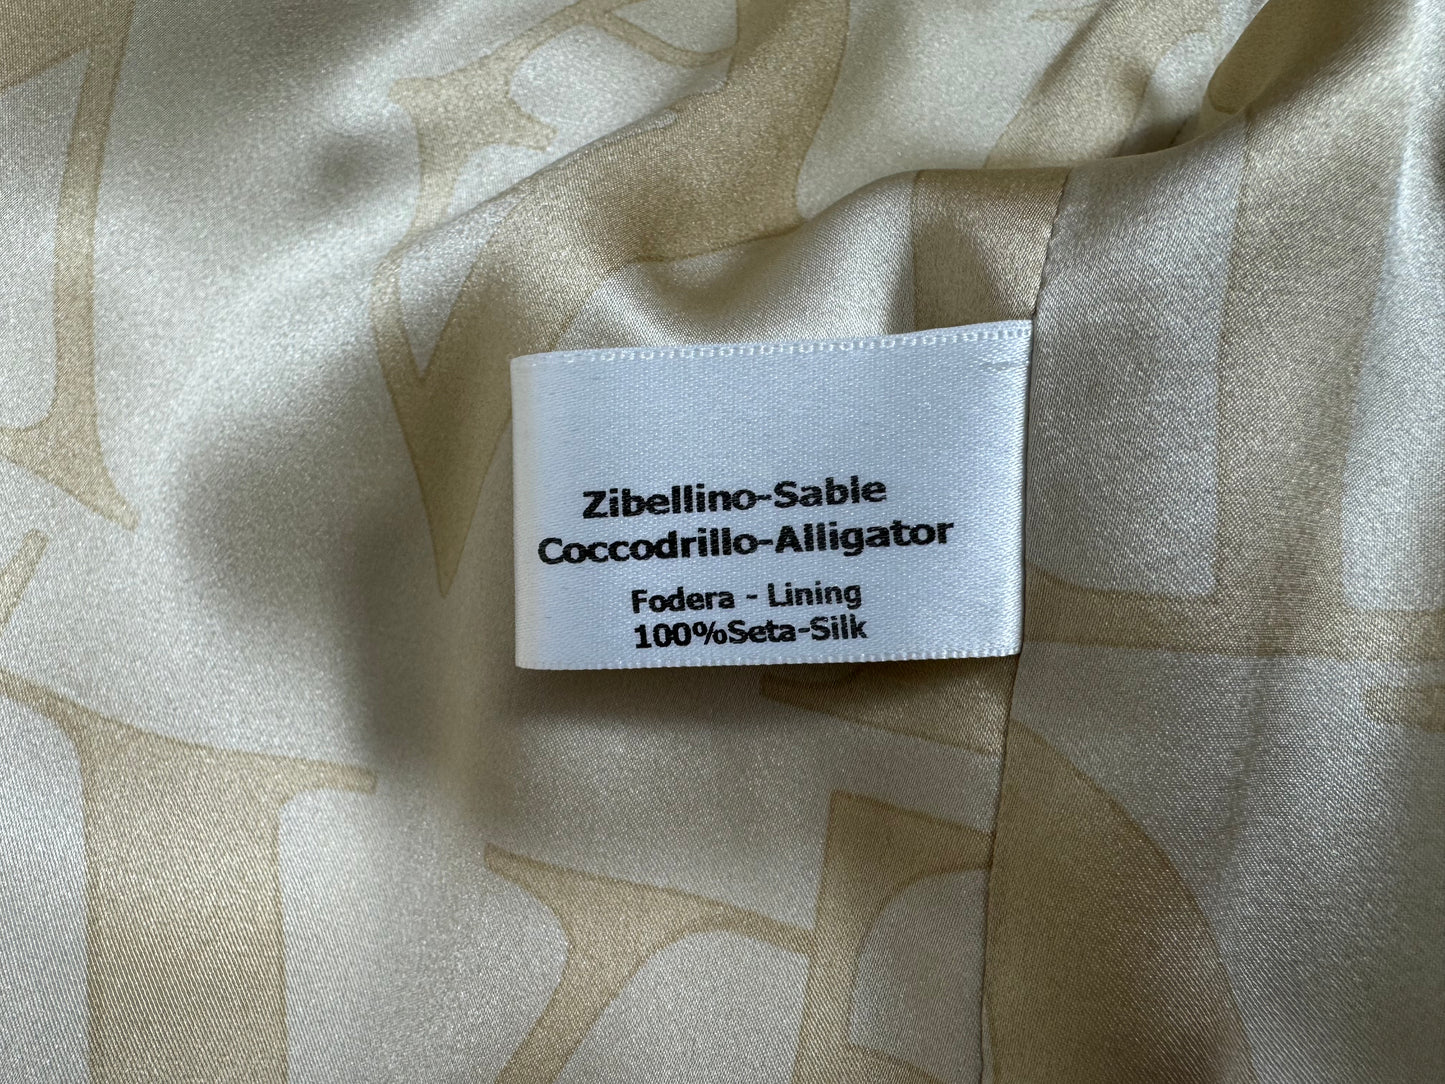 Zibellino-Sable
Coccodrillo-Alligator
Fodera - Lining
100%Seta-Silk